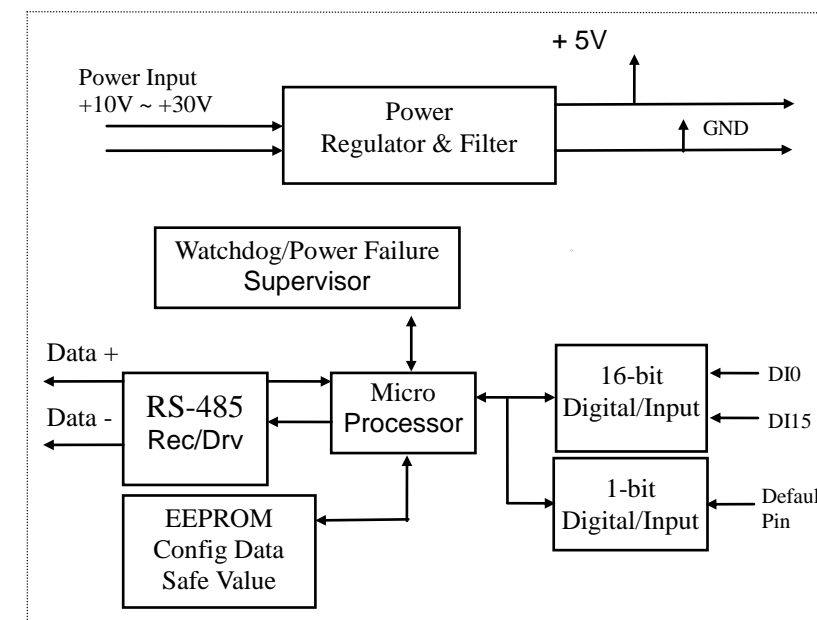 + 5V
Power Input
+10V ~ +30V
Power
Regulator & Filter
GND
Watchdog/Power Failure
Supervisor
Data +
Data -
RS-485
Rec/Drv
Micro
Processor
16-bit
Digital/Input
DI0
DI15
1-bit
Digital/Input
Defaul
Pin
EEPROM
Config Data
Safe Value